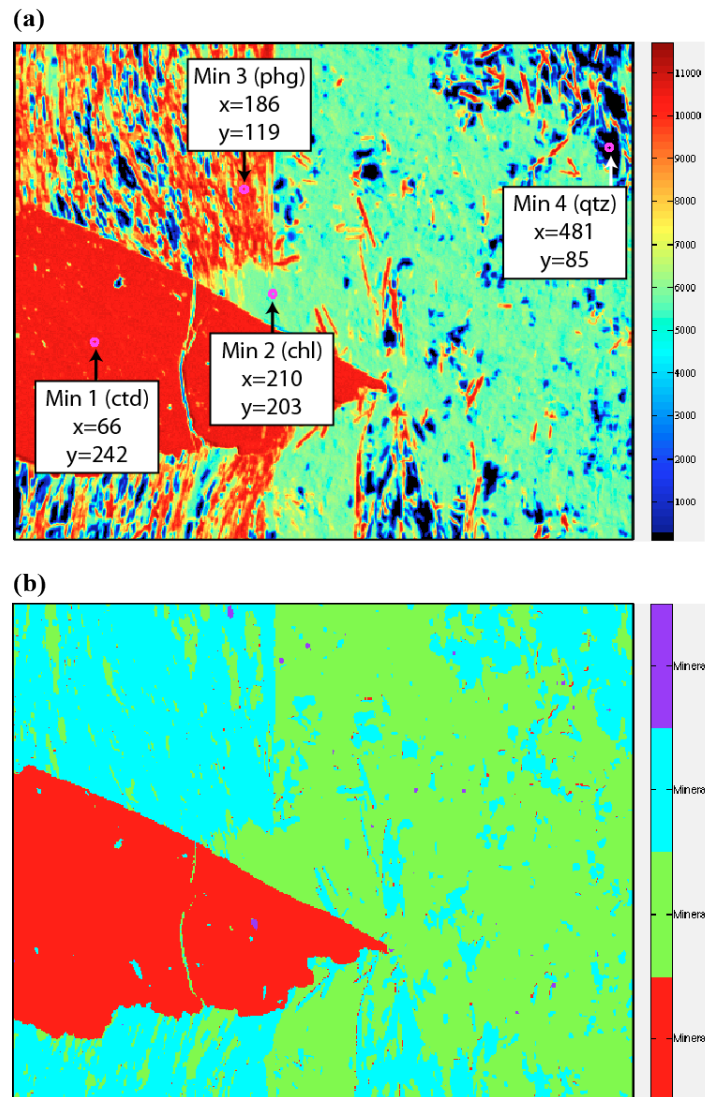 (a)
Min 3 (phg)
x=186
y=119
Min 4 (qtz)
x=481
y=85
Min 2 (chl)
x=210
y=203
Min 1 (ctd)
x=66
y=242
11000
10000
9000
8000
7000
6000
5000
4000
3000
2000
1000
(b)
Minera
Minera
Minera
Minera